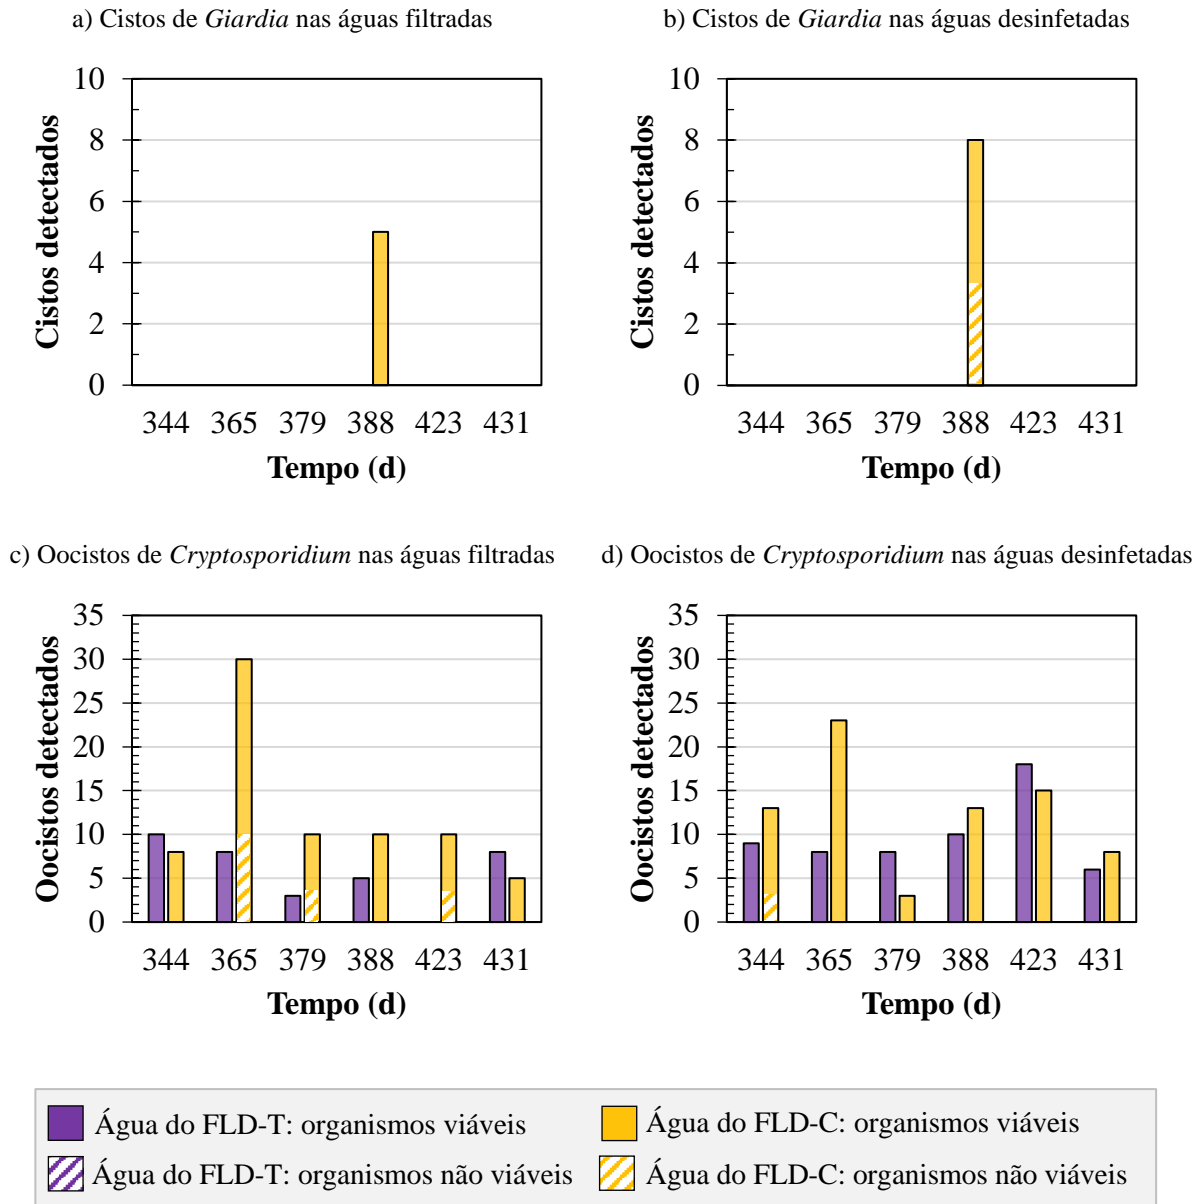 a) Cistos de Giardia nas águas filtradas
Cistos detectados
10
8
6
4
2
0
344 365 379 388 423 431
Tempo (d)
b) Cistos de Giardia nas águas desinfetadas
Cistos detectados
10
8
6
4
2
0
344 365 379 388 423 431
Tempo (d)
c) Oocistos de Cryptosporidium nas águas filtradas
Oocistos detectados
35
30
25
20
15
10
5
0
344 365 379 388 423 431
Tempo (d)
d) Oocistos de Cryptosporidium nas águas desinfetadas
Oocistos detectados
35
30
25
20
15
10
5
0
344 365 379 388 423 431
Tempo (d)
Água do FLD-T: organismos viáveis
Água do FLD-C: organismos viáveis
Água do FLD-T: organismos não viáveis
Água do FLD-C: organismos não viáveis